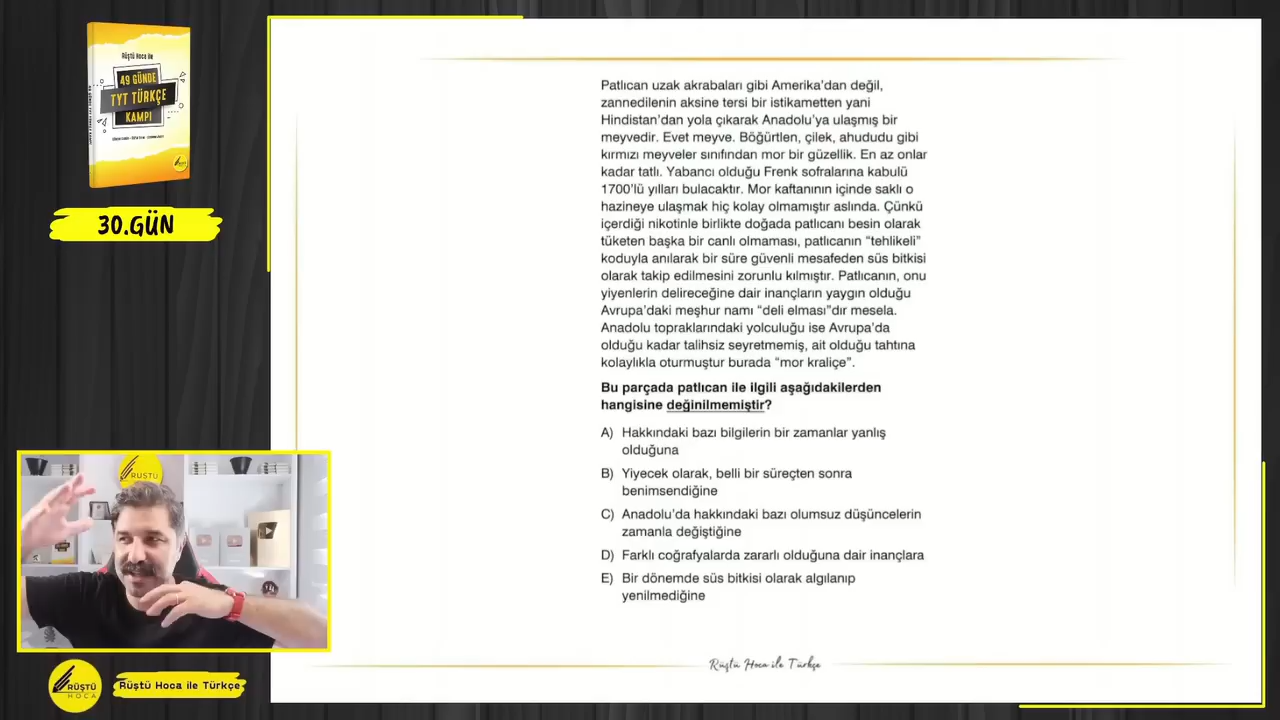 Rüştü Hoca ile
49 GÜNDE
TYT TÜRKÇE
KAMPI
30.GÜN
Patlıcan uzak akrabaları gibi Amerika'dan değil,
zannedilenin aksine tersi bir istikametten yani
Hindistan'dan yola çıkarak Anadolu'ya ulaşmış bir
meyvedir. Evet meyve. Böğürtlen, çilek, ahududu gibi
kırmızı meyveler sınıfından mor bir güzellik. En az onlar
kadar tatlı. Yabancı olduğu Frenk sofralarına kabulü
1700'lü yılları bulacaktır. Mor kaftanının içinde saklı o
hazineye ulaşmak hiç kolay olmamıştır aslında. Çünkü
içerdiği nikotinle birlikte doğada patlıcanı besin olarak
tüketen başka bir canlı olmaması, patlıcanın “tehlikeli”
koduyla anılarak bir süre güvenli mesafeden süs bitkisi
olarak takip edilmesini zorunlu kılmıştır. Patlıcanın, onu
yiyenlerin delireceğine dair inançların yaygın olduğu
Avrupa'daki meşhur namı “deli elması”dır mesela.
Anadolu topraklarındaki yolculuğu ise Avrupa'da
olduğu kadar talihsiz seyretmemiş, ait olduğu tahtına
kolaylıkla oturmuştur burada “mor kraliçe”.
Bu parçada patlıcan ile ilgili aşağıdakilerden
hangisine değinilmemiştir?
A) Hakkındaki bazı bilgilerin bir zamanlar yanlış
olduğuna
B) Yiyecek olarak, belli bir süreçten sonra
benimsendiğine
C) Anadolu'da hakkındaki bazı olumsuz düşüncelerin
zamanla değiştiğine
D) Farklı coğrafyalarda zararlı olduğuna dair inançlara
E) Bir dönemde süs bitkisi olarak algılanıp
yenilmediğine
RÜŞTÜ
RÜŞTÜ
HOCA
Rüştü Hoca ile Türkçe
Rüştü Hoca ile Türkçe